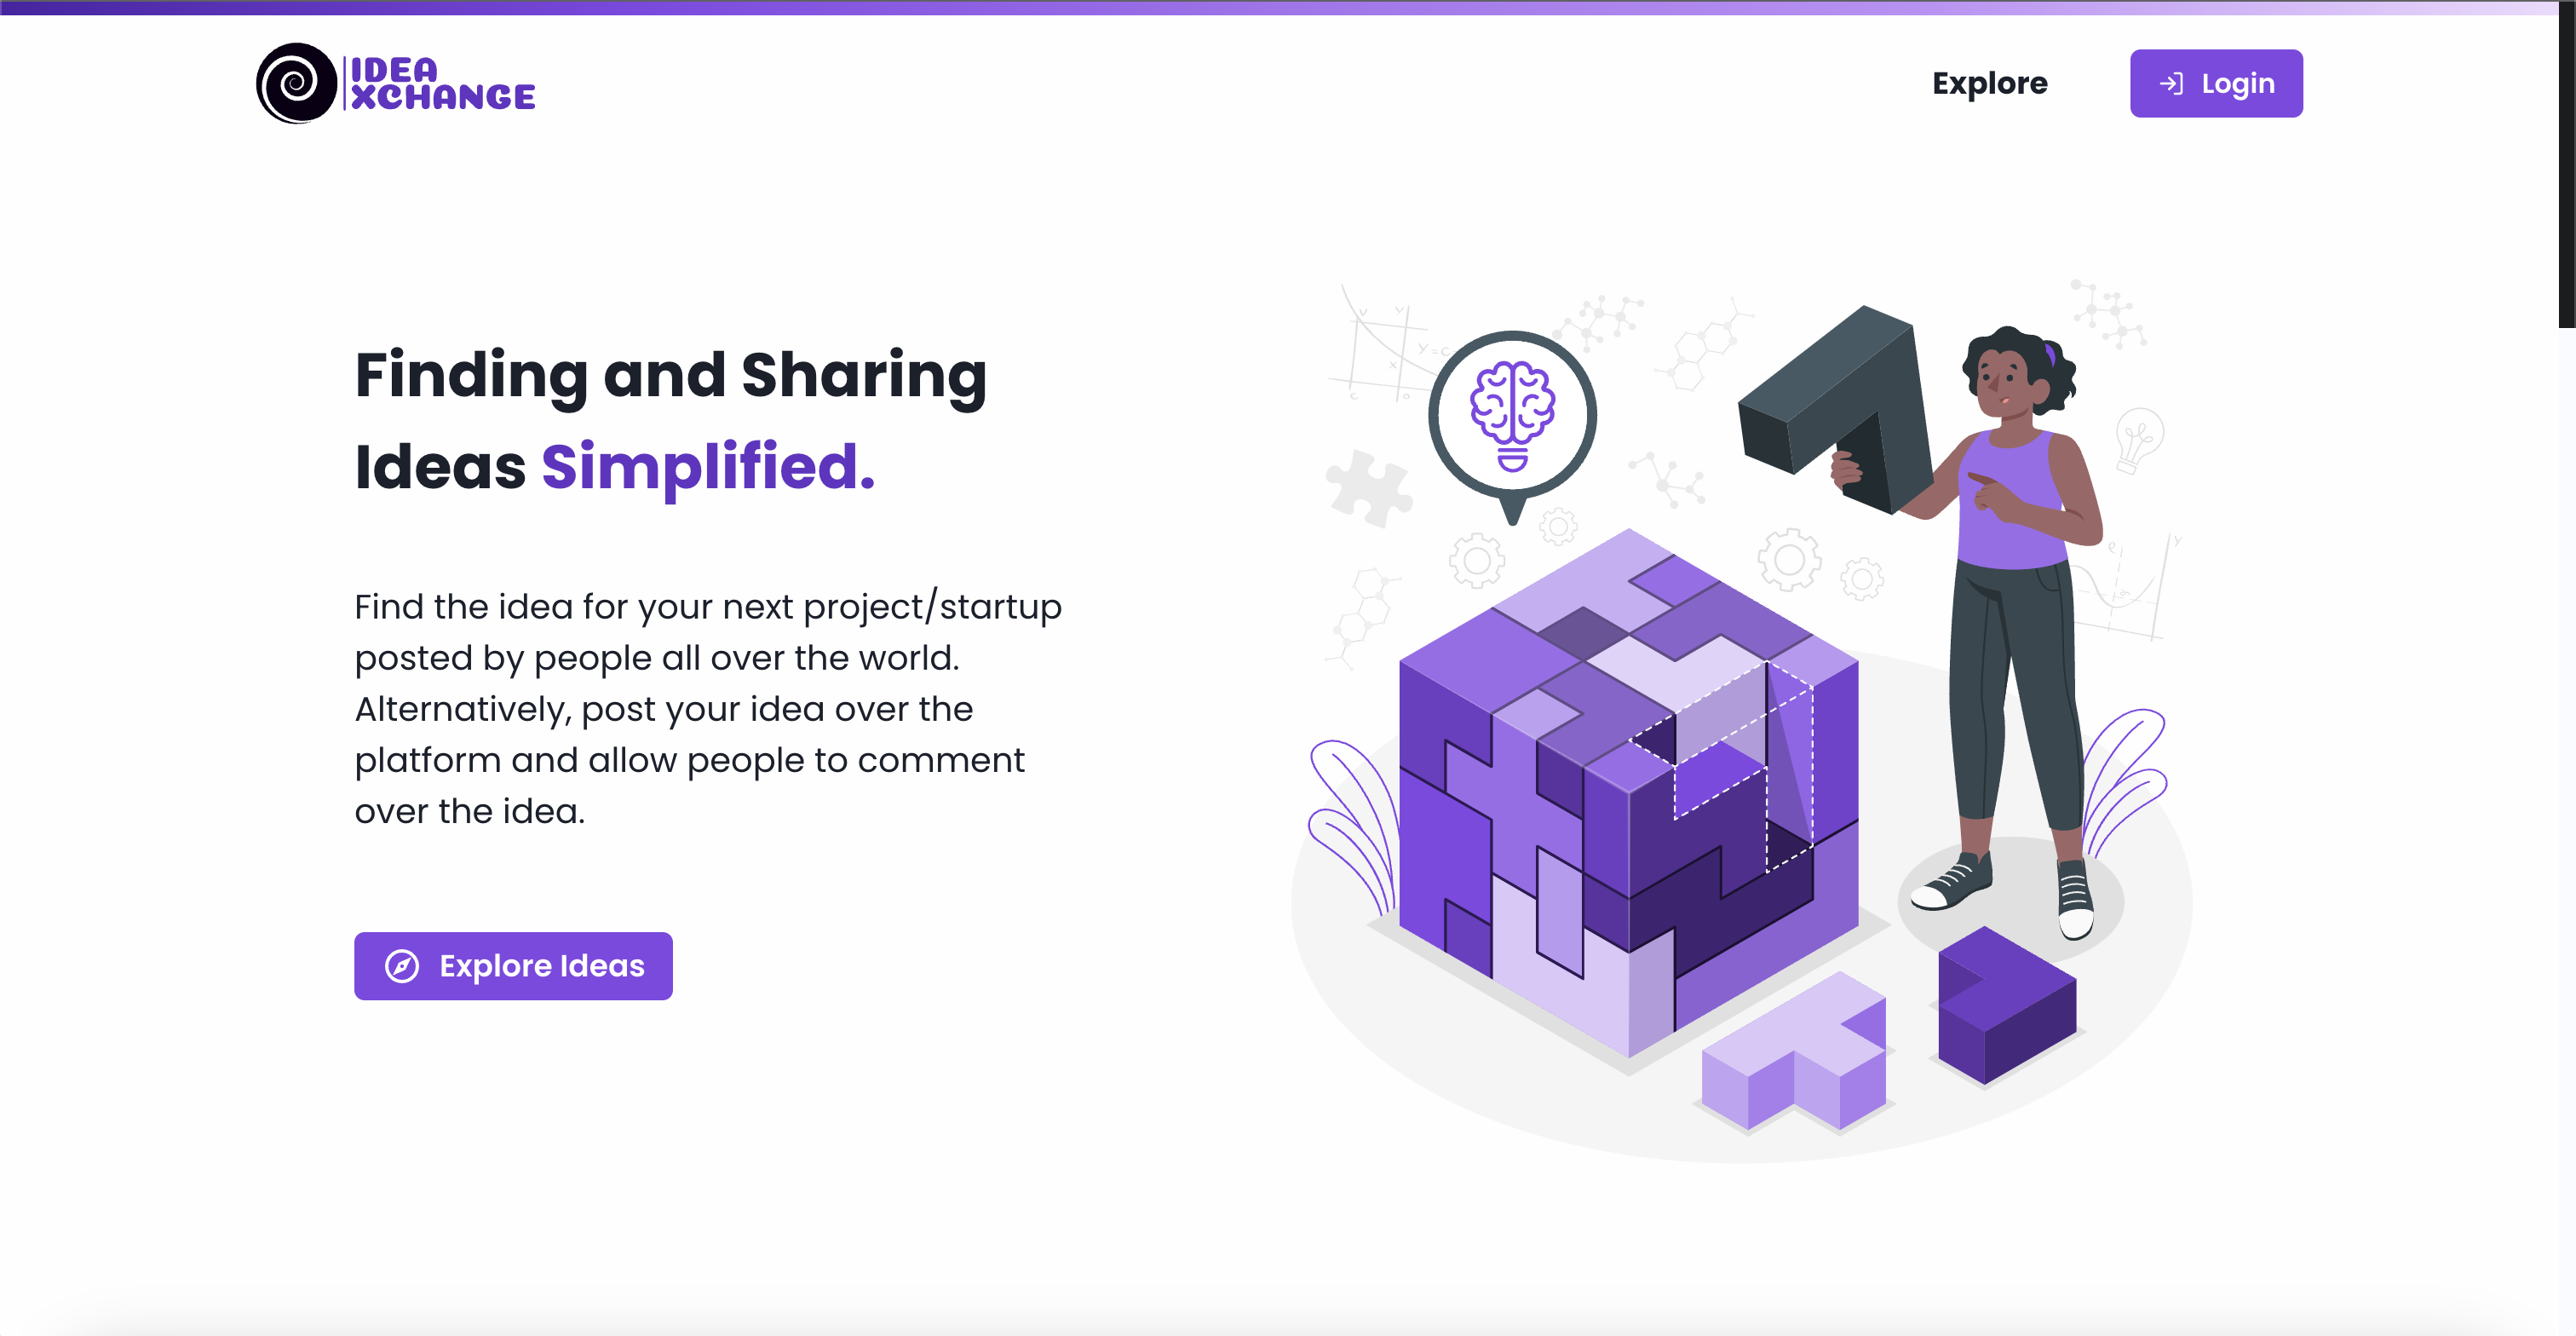 IDEA
XCHANGE
Explore
Login
Finding and Sharing
Ideas Simplified.
Find the idea for your next project/startup
posted by people all over the world.
Alternatively, post your idea over the
platform and allow people to comment
over the idea.
Explore Ideas